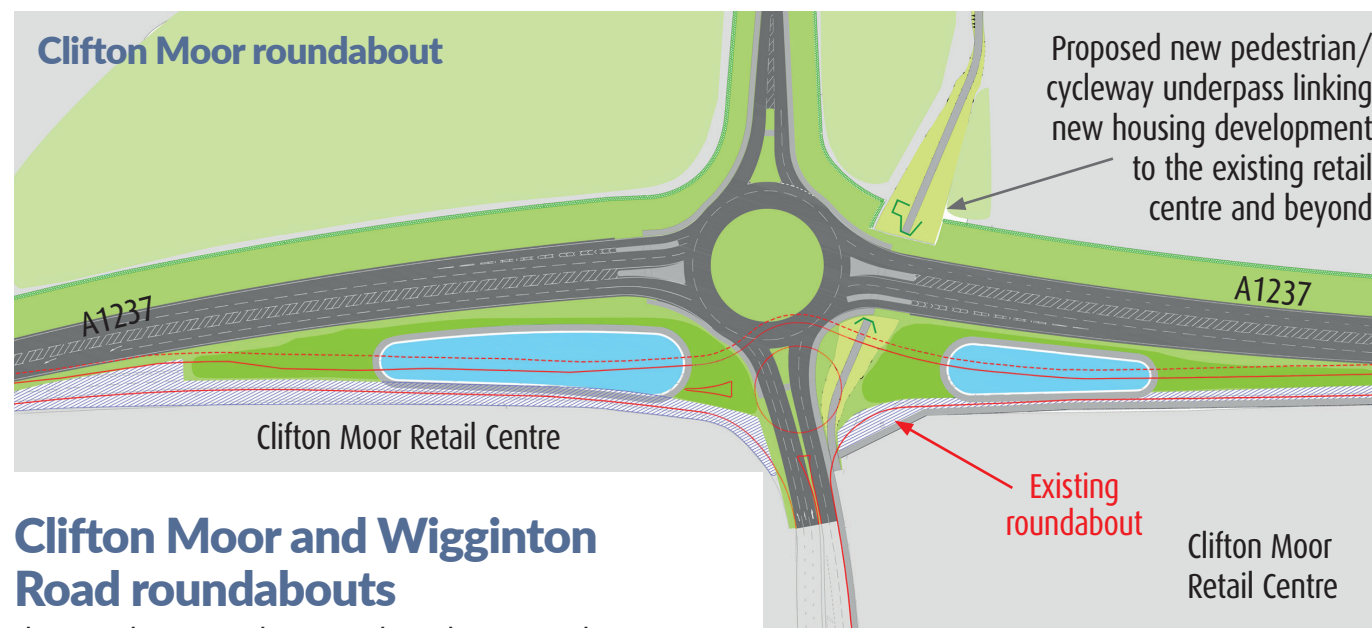 Clifton Moor roundabout
Proposed new pedestrian/
cycleway underpass linking
new housing development
to the existing retail
centre and beyond
A1237
A1237
Clifton Moor Retail Centre
Existing
roundabout
Clifton Moor
Retail Centre
Clifton Moor and Wigginton
Road roundabouts